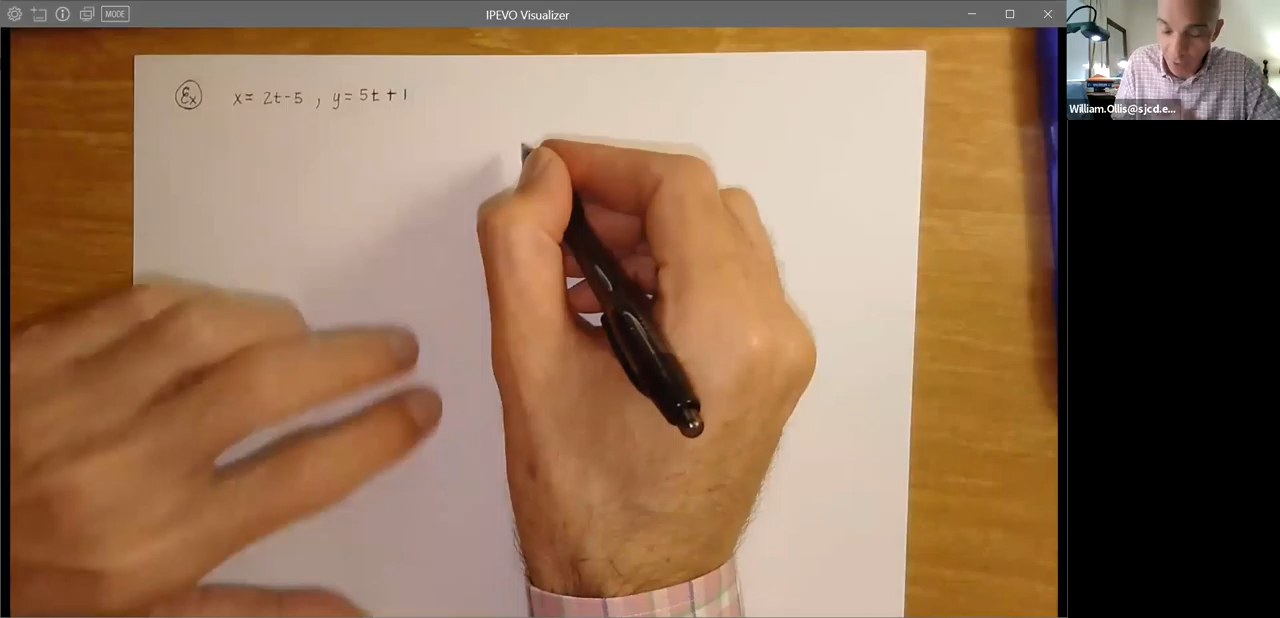 IPEVO Visualizer
MODE
Ex x = 2t - 5 , y = 5t + 1
William.Ollis@sjcd.e...